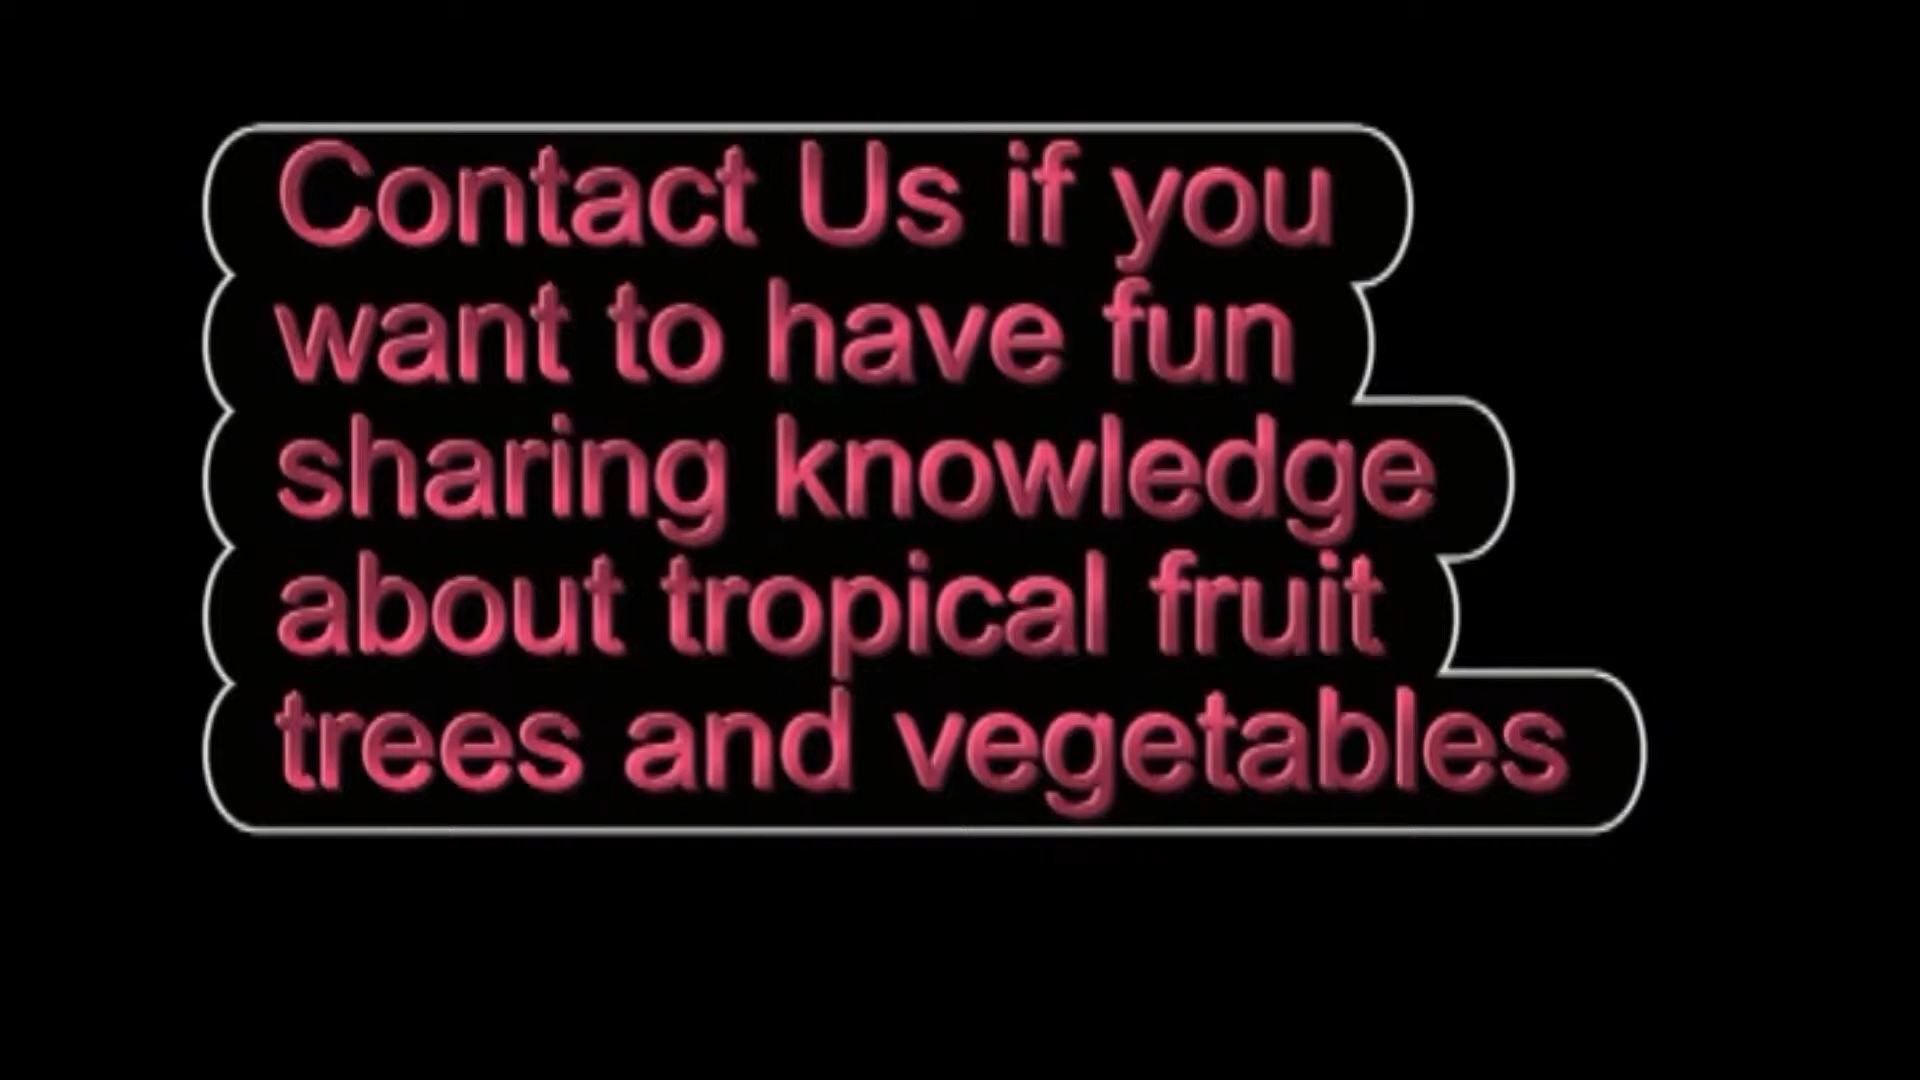 Contact Us if you
want to have fun
sharing knowledge
about tropical fruit
trees and vegetables